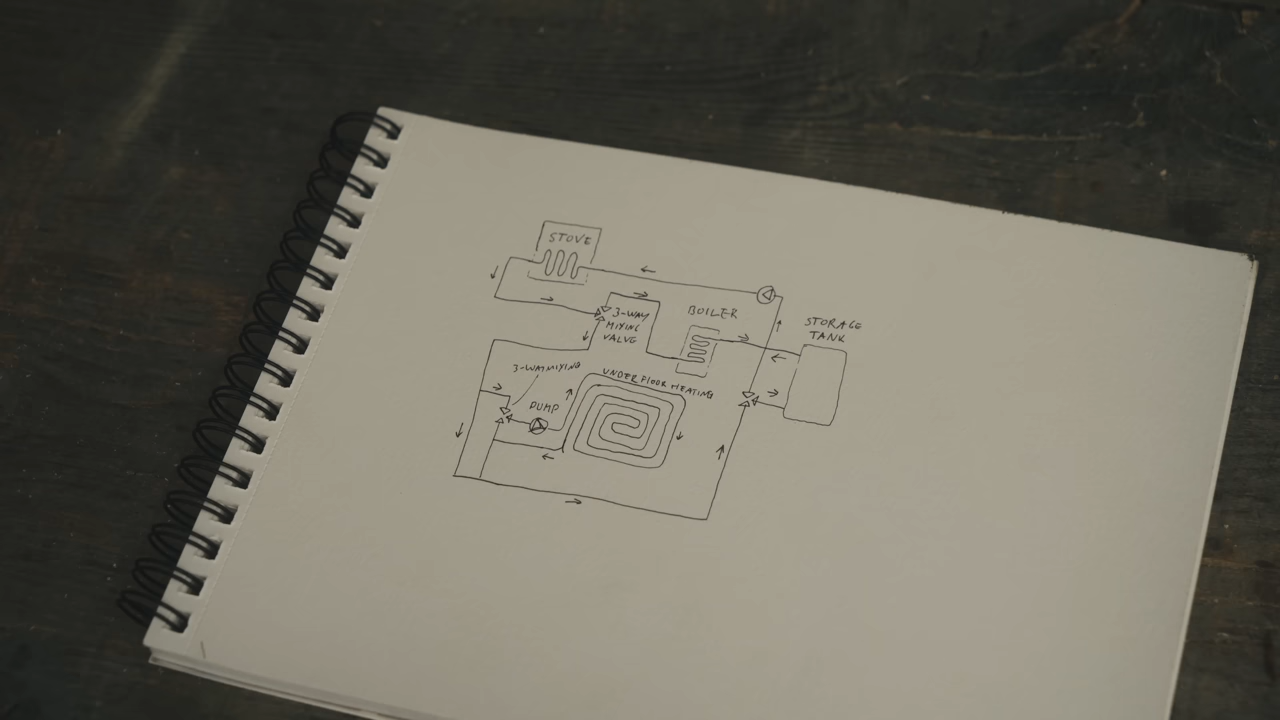 STOVE
3-WAY
MIXING
VALVE
BOILER
STORAGE
TANK
3-WAY MIXING
UNDER FLOOR HEATING
PUMP